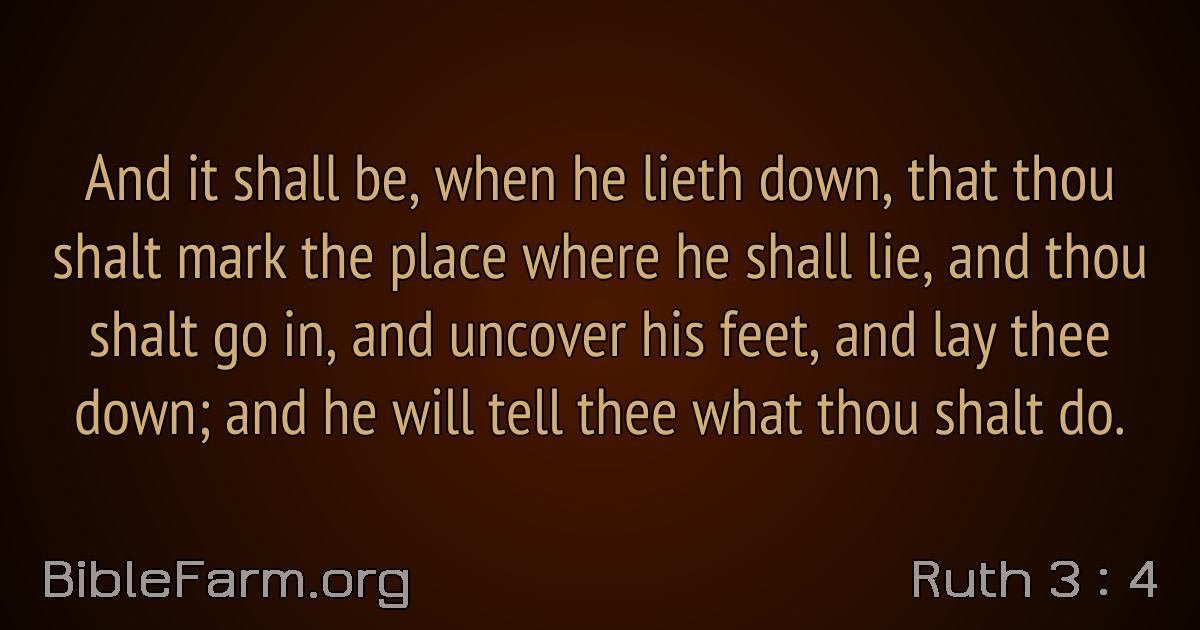 And it shall be, when he lieth down, that thou
shalt mark the place where he shall lie, and thou
shalt go in, and uncover his feet, and lay thee
down; and he will tell thee what thou shalt do.
BibleFarm.org
Ruth 3 : 4